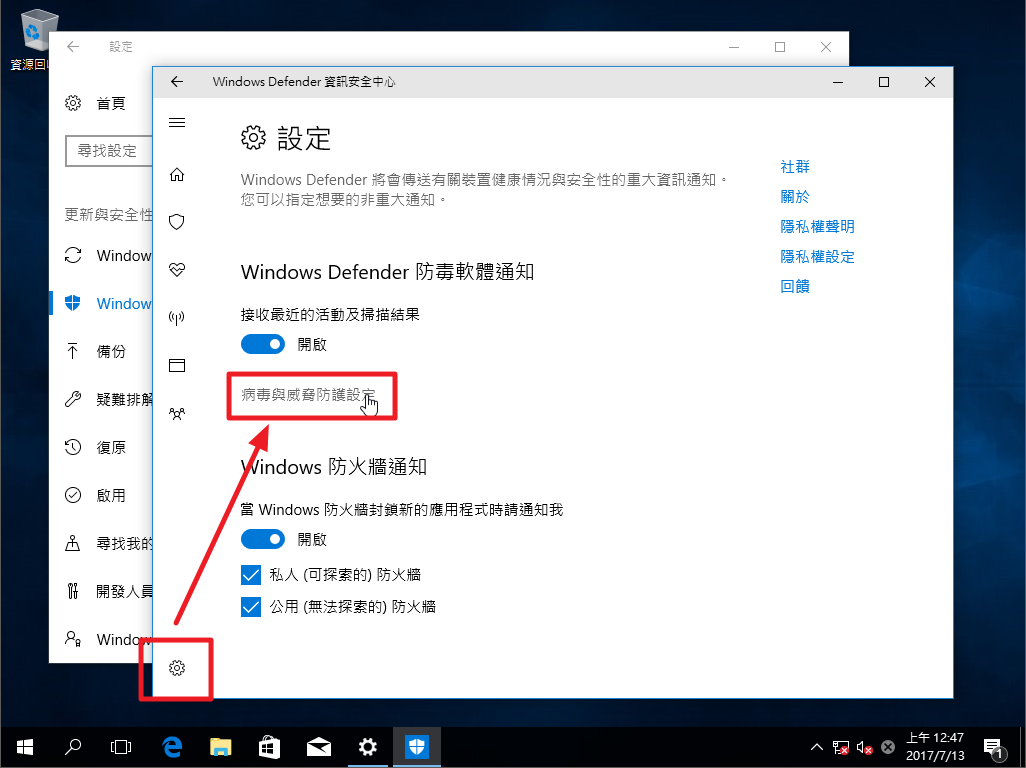 資源回
設定
首頁
尋找設定
更新與安全性
Window
Window
備份
疑難排解
復原
啟用
尋找我的
開發人員
Window
Windows Defender 資訊安全中心
設定
Windows Defender 將會傳送有關裝置健康情況與安全性的重大資訊通知。
您可以指定想要的非重大通知。
Windows Defender 防毒軟體通知
接收最近的活動及掃描結果
開啟
病毒與威脅防護設定
Windows 防火牆通知
當 Windows 防火牆封鎖新的應用程式時請通知我
開啟
私人 (可探索的) 防火牆
公用 (無法探索的) 防火牆
社群
關於
隱私權聲明
隱私權設定
回饋
上午 12:47
2017/7/13
1